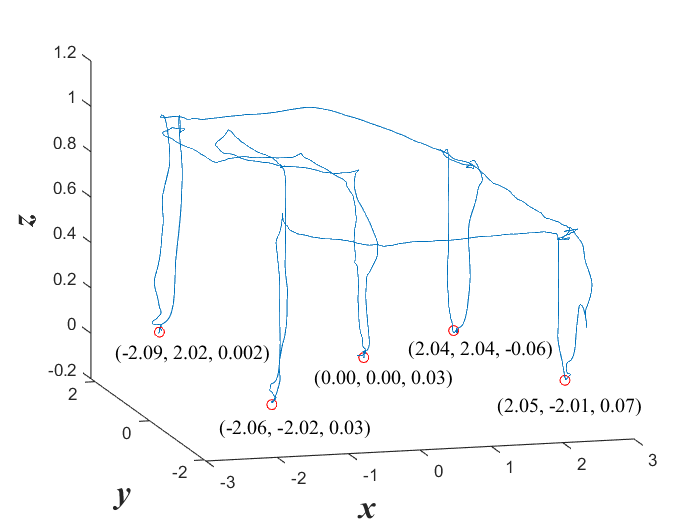 1.2
1
0.8
0.6
z
0.4
0.2
0
-0.2
(-2.09, 2.02, 0.002)
(2.04, 2.04, -0.06)
(0.00, 0.00, 0.03)
(2.05, -2.01, 0.07)
(-2.06, -2.02, 0.03)
2
0
-2
y
-3
-2
-1
0
1
2
3
x